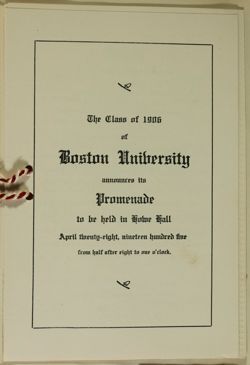 The Class of 1906
of
Boston University
announces its
Promenade
to be held in Howe Hall
April twenty-eight, nineteen hundred five
from half after eight to one o'clock.